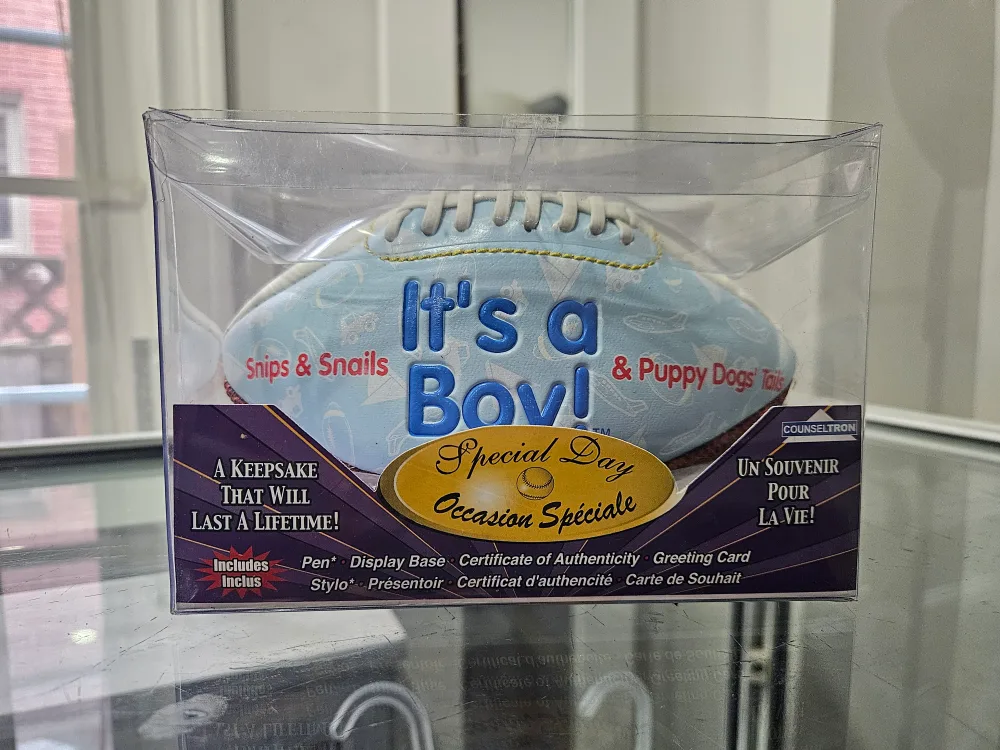 It's a
Boy!
Snips & Snails
& Puppy Dogs' Tails
TM
COUNSELTRON
Special Day
Occasion Spéciale
A KEEPSAKE
THAT WILL
LAST A LIFETIME!
UN SOUVENIR
POUR
LA VIE!
Includes
Inclus
Pen* · Display Base · Certificate of Authenticity · Greeting Card
Stylo* · Présentoir · Certificat d'authencité · Carte de Souhait